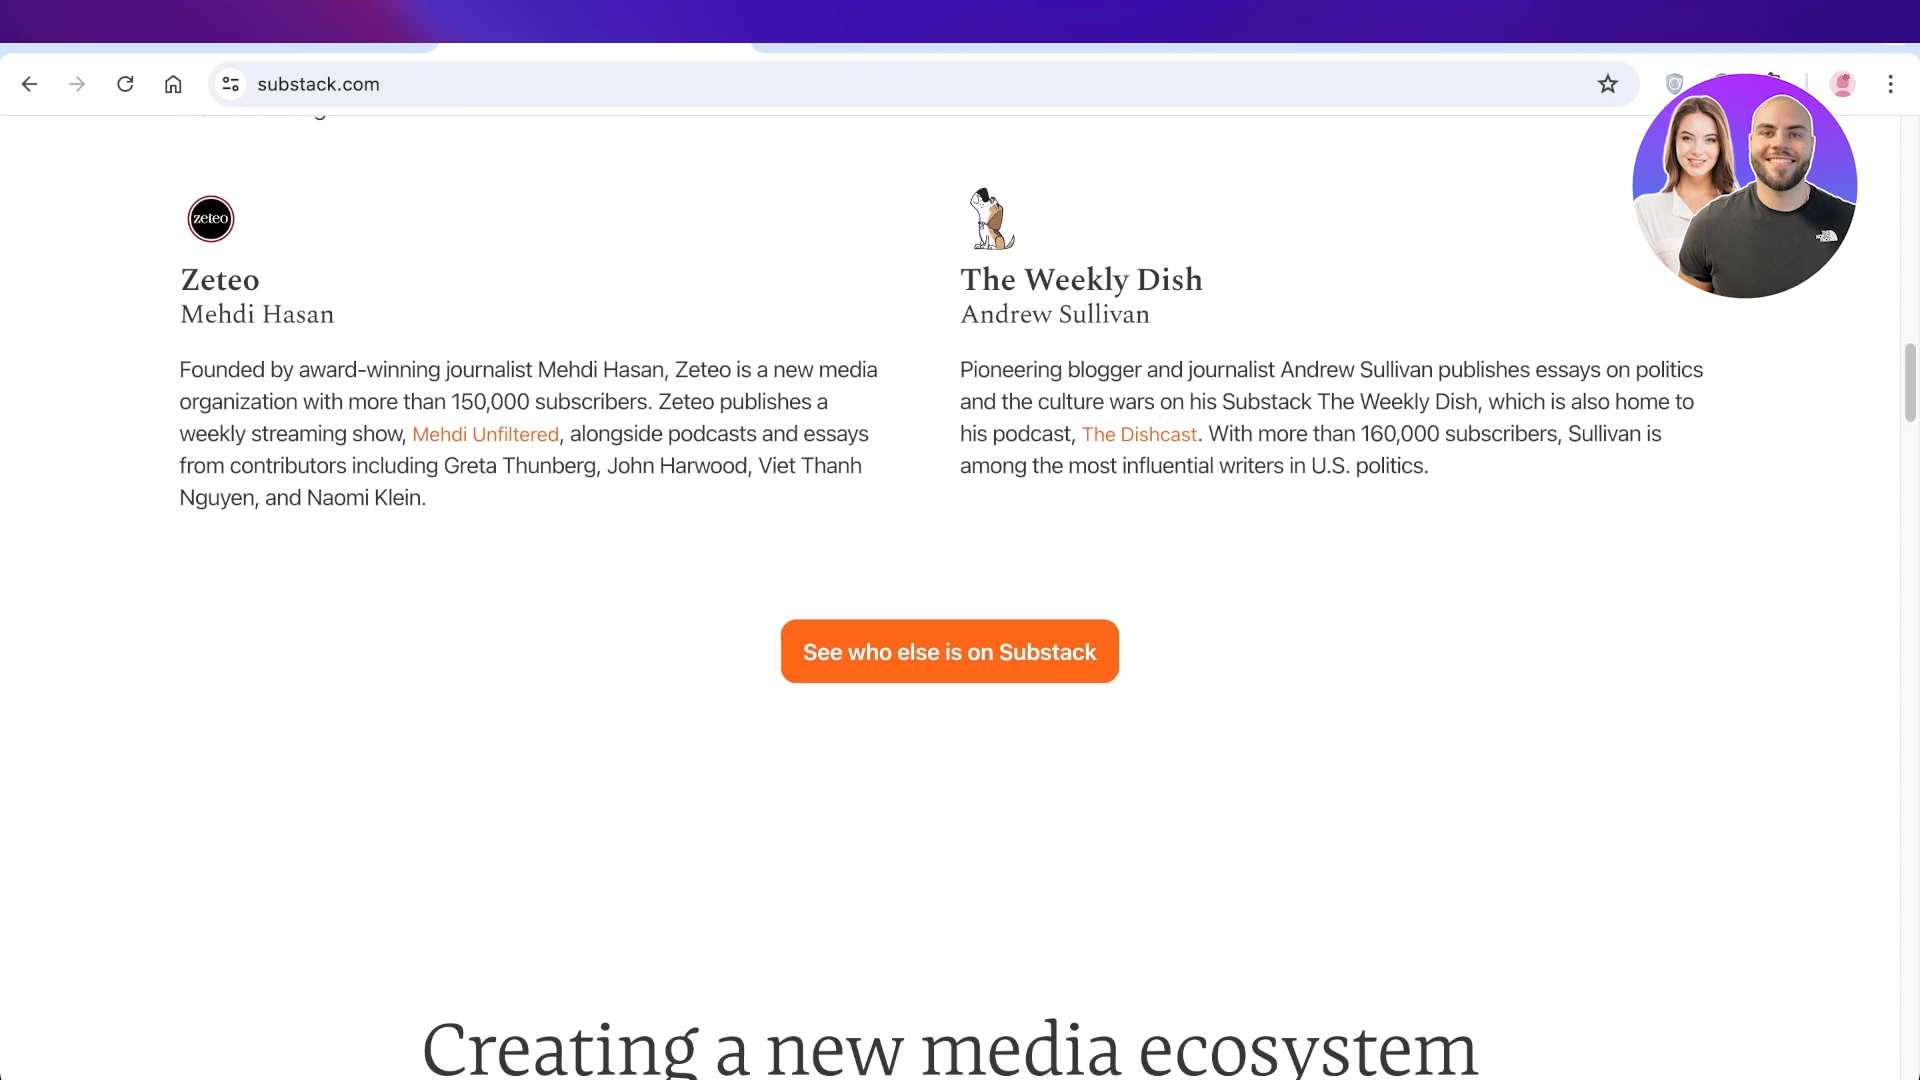 substack.com
zeteo
Zeteo
Mehdi Hasan
Founded by award-winning journalist Mehdi Hasan, Zeteo is a new media
organization with more than 150,000 subscribers. Zeteo publishes a
weekly streaming show, Mehdi Unfiltered, alongside podcasts and essays
from contributors including Greta Thunberg, John Harwood, Viet Thanh
Nguyen, and Naomi Klein.
The Weekly Dish
Andrew Sullivan
Pioneering blogger and journalist Andrew Sullivan publishes essays on politics
and the culture wars on his Substack The Weekly Dish, which is also home to
his podcast, The Dishcast. With more than 160,000 subscribers, Sullivan is
among the most influential writers in U.S. politics.
See who else is on Substack
Creating a new media ecosystem